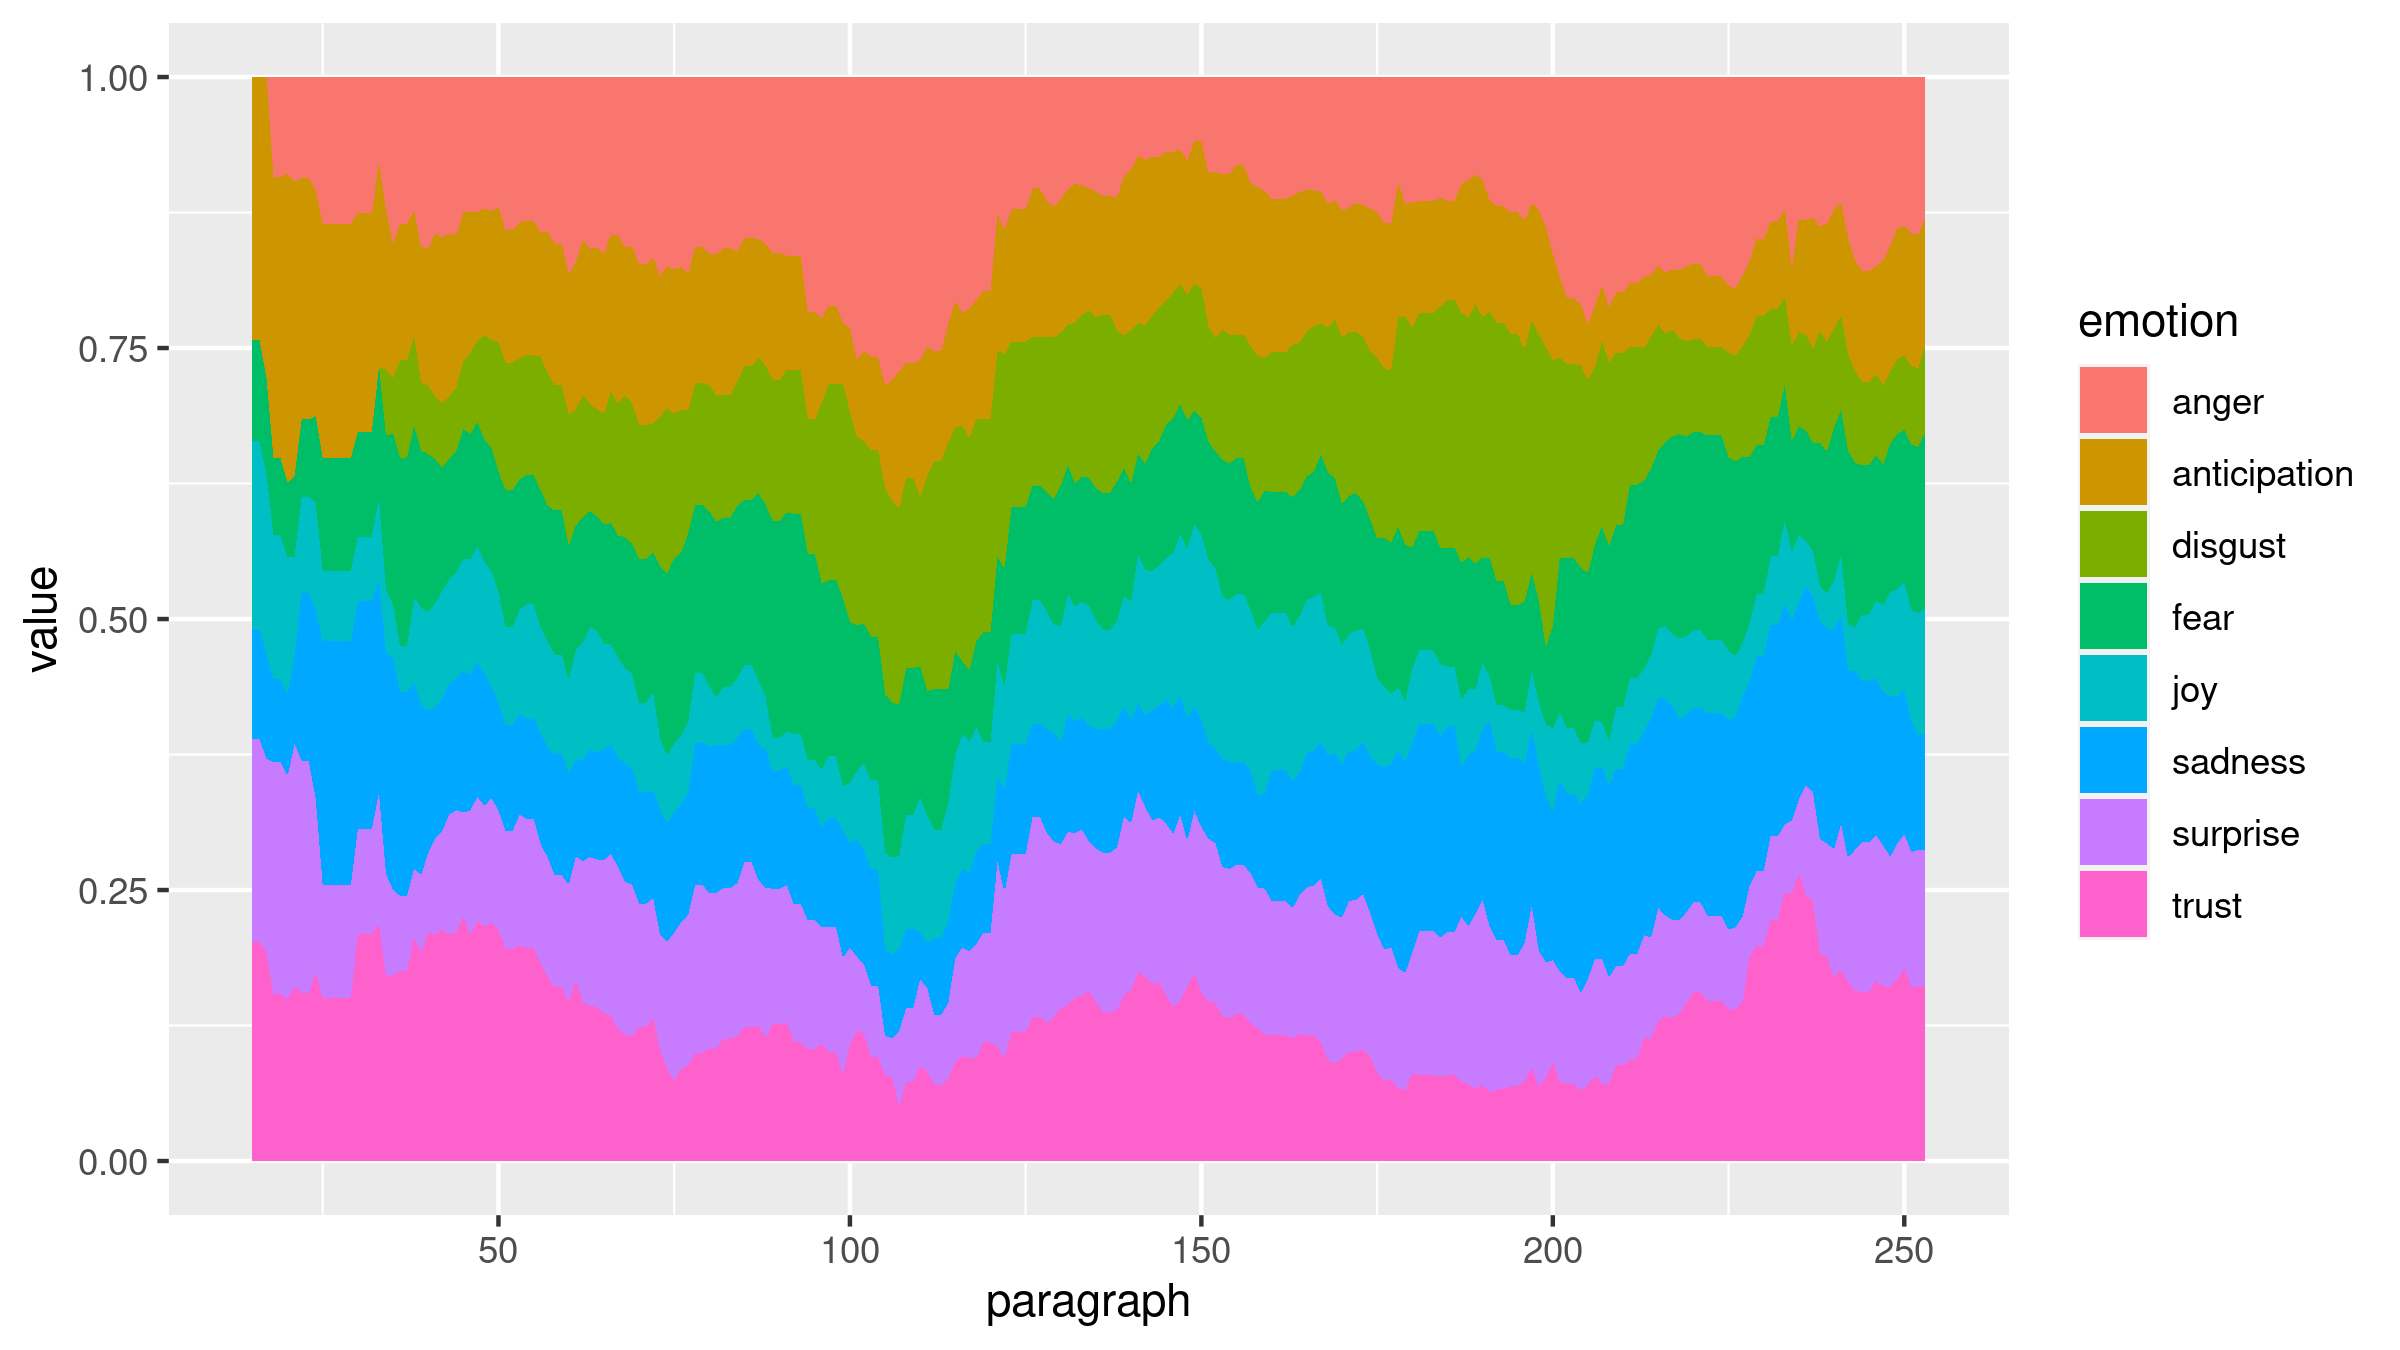 1.00
0.75
0.50
0.25
0.00
value
50 100 150 200 250
paragraph
emotion
anger
anticipation
disgust
fear
joy
sadness
surprise
trust